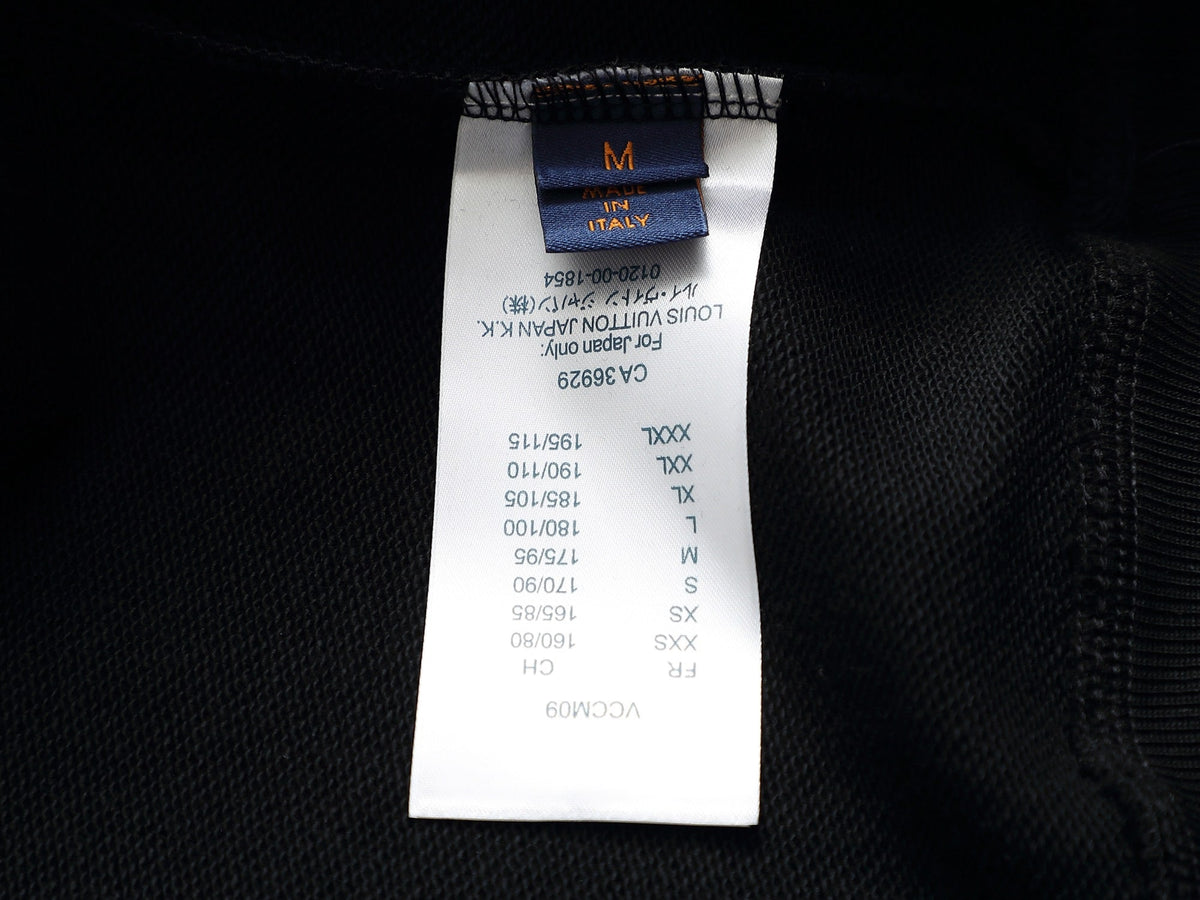 M
MADE
IN
ITALY
VCCM09
FR CH
XXS 160/80
XS 165/85
S 170/90
M 175/95
L 180/100
XL 185/105
XXL 190/110
XXXL 195/115
CA 36929
For Japan only:
LOUIS VUITTON JAPAN K.K.
ルイ・ヴィトン ジャパン(株)
0120-00-1854